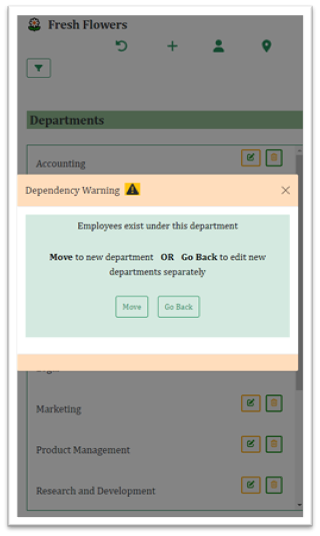 Fresh Flowers
Departments
Accounting
Dependency Warning
Employees exist under this department
Move to new department OR Go Back to edit new
departments separately
Move
Go Back
Marketing
Product Management
Research and Development